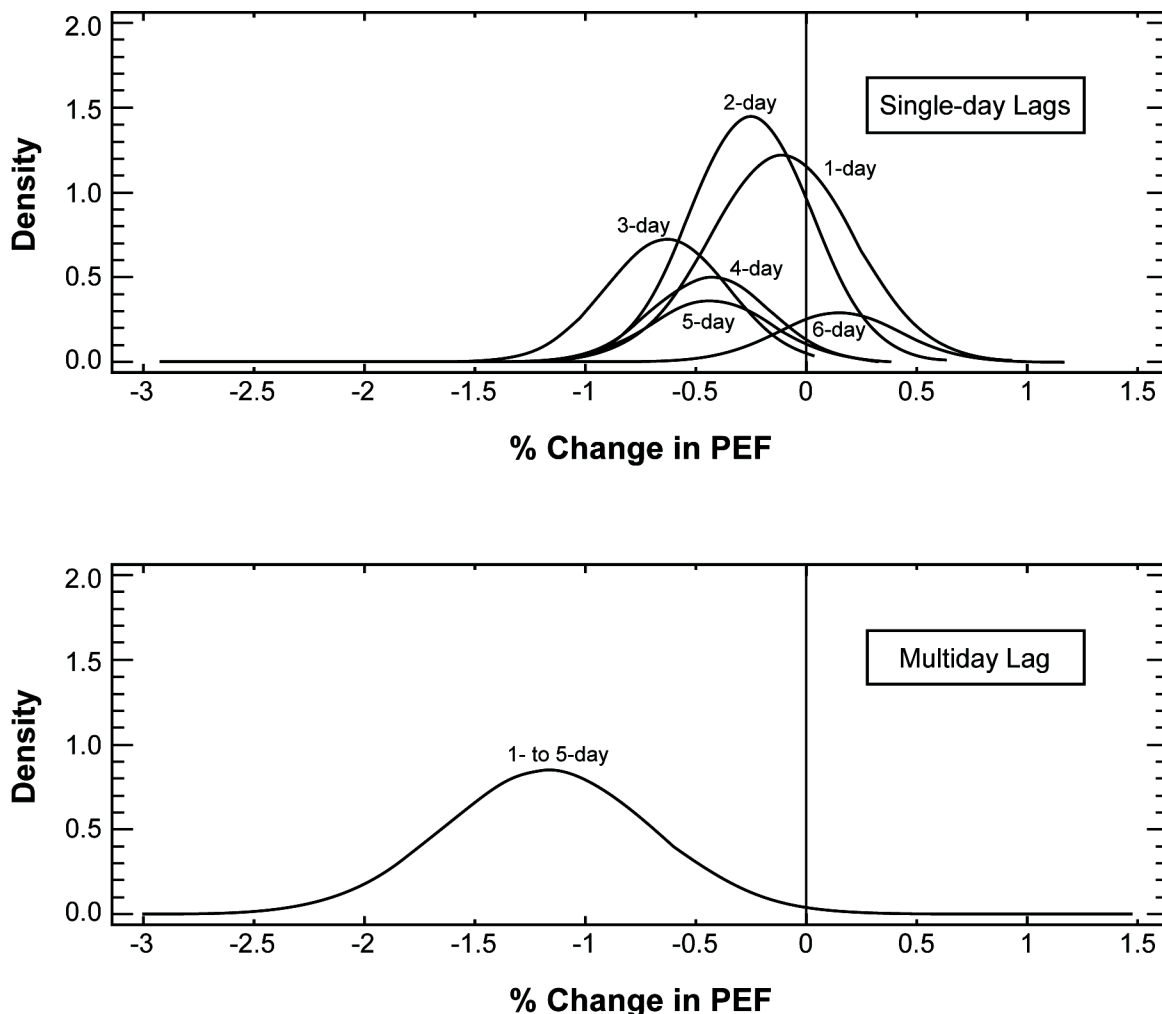 2.0
1.5
1.0
0.5
0.0
Density
2-day
Single-day Lags
1-day
3-day
4-day
5-day
6-day
-3 -2.5 -2 -1.5 -1 -0.5 0 0.5 1 1.5
% Change in PEF
2.0
1.5
1.0
0.5
0.0
Density
Multiday Lag
1- to 5-day
-3 -2.5 -2 -1.5 -1 -0.5 0 0.5 1 1.5
% Change in PEF